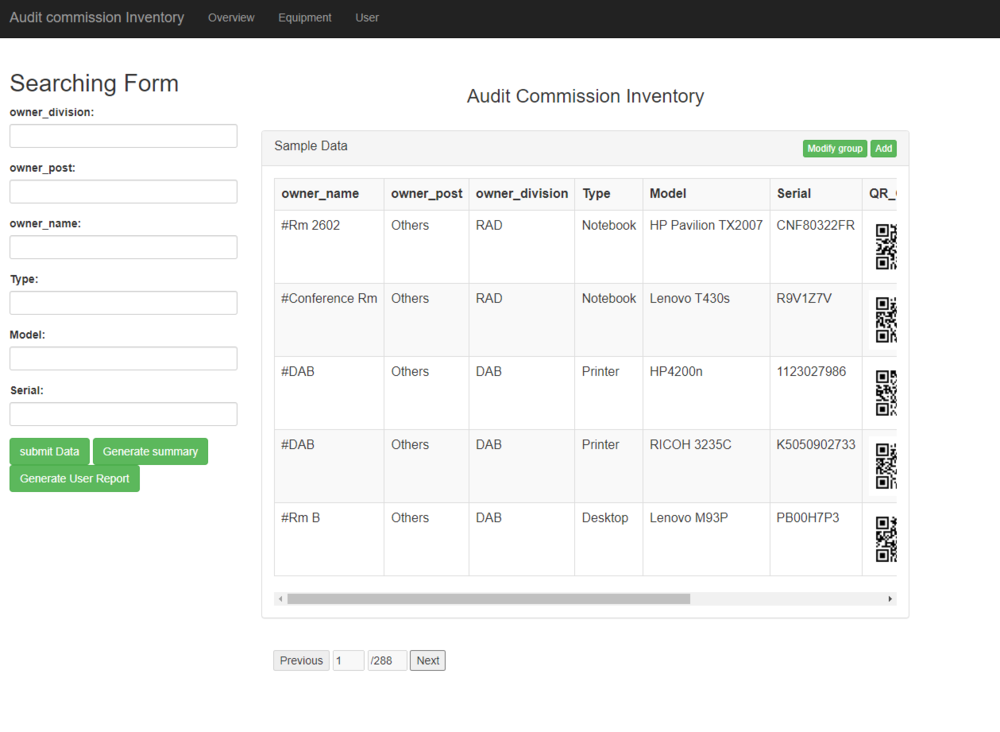 Audit commission Inventory Overview Equipment User
Searching Form
owner_division:
owner_post:
owner_name:
Type:
Model:
Serial:
submit Data Generate summary
Generate User Report
Audit Commission Inventory
Sample Data Modify group Add
owner_name owner_post owner_division Type Model Serial
#Rm 2602 Others RAD Notebook HP Pavilion TX2007 CNF80322FR
#Conference Rm Others RAD Notebook Lenovo T430s R9V1Z7V
#DAB Others DAB Printer HP4200n 1123027986
#DAB Others DAB Printer RICOH 3235C K5050902733
#Rm B Others DAB Desktop Lenovo M93P PB00H7P3
Previous 1 /288 Next